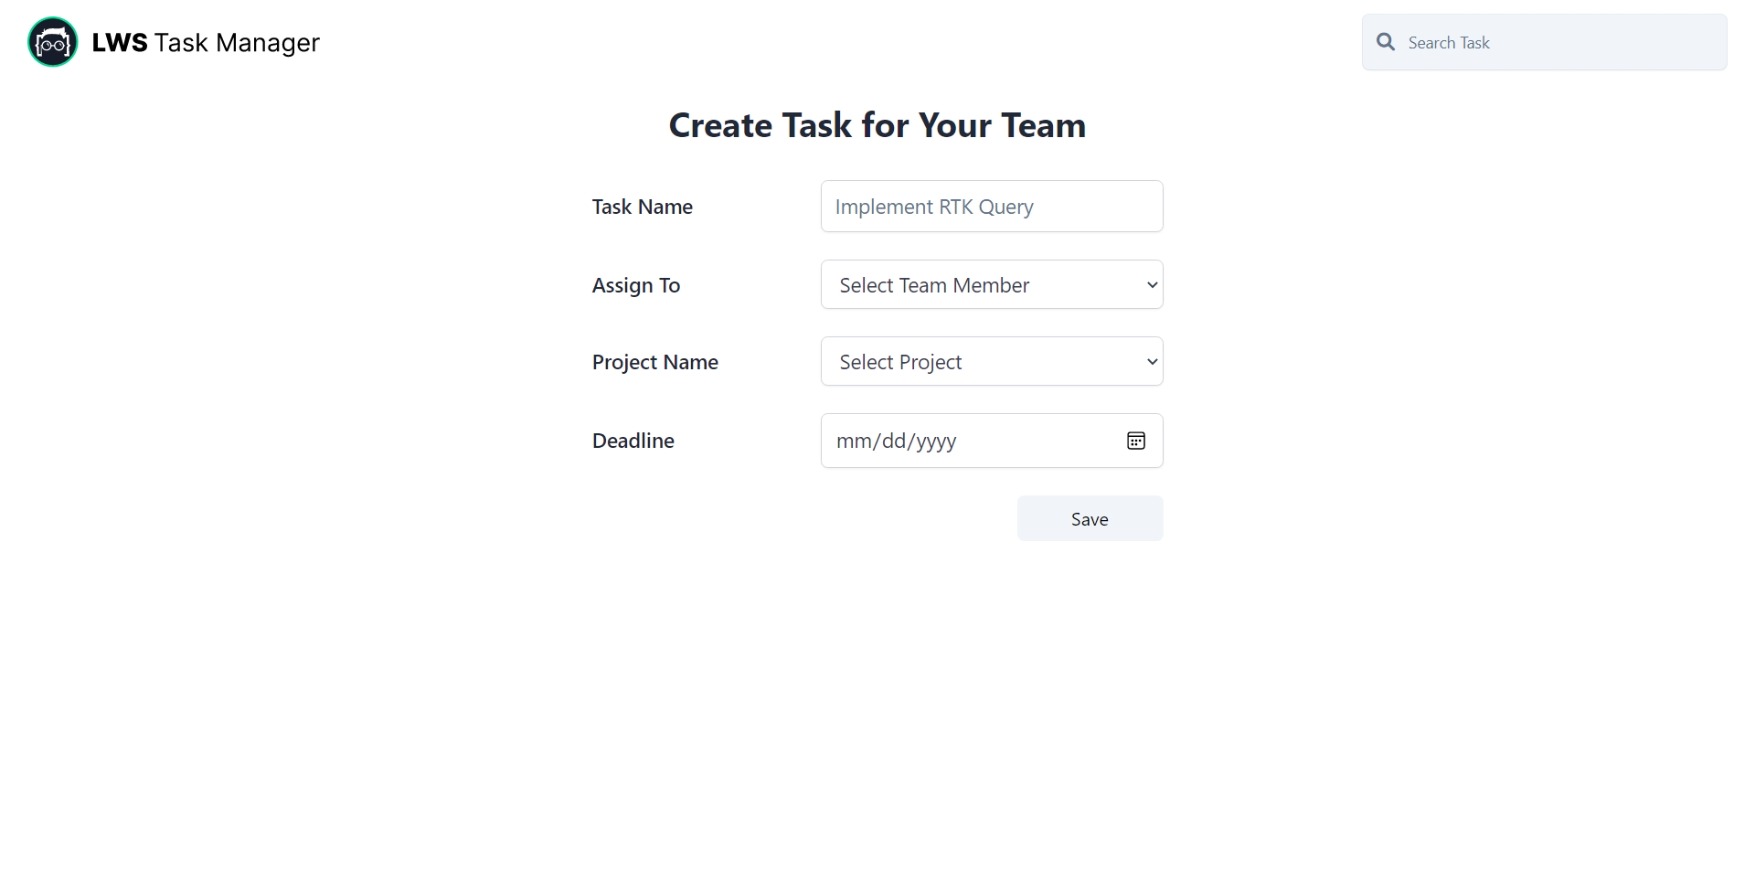 LWS Task Manager
Search Task
Create Task for Your Team
Task Name
Implement RTK Query
Assign To
Select Team Member
Project Name
Select Project
Deadline
mm/dd/yyyy
Save